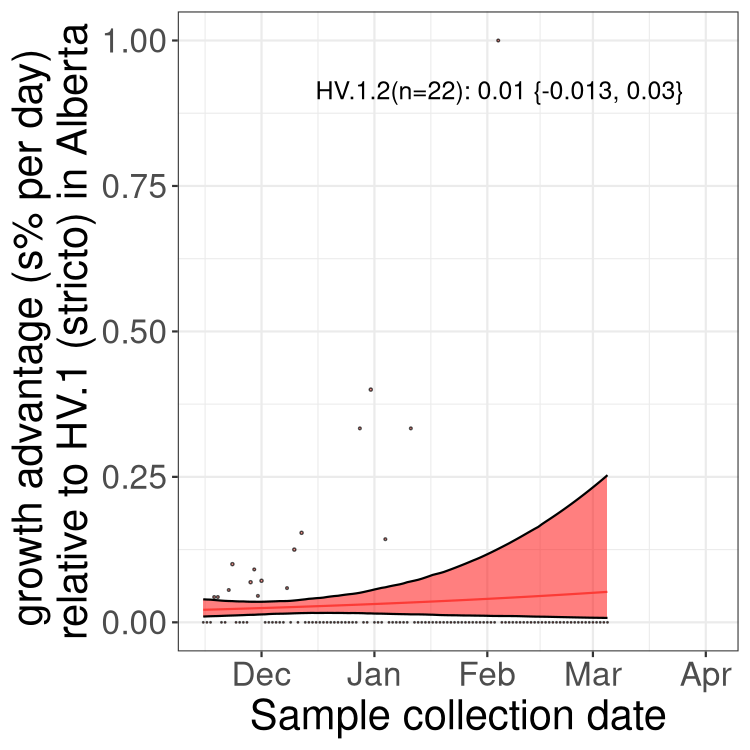 growth advantage (s% per day)
relative to HV.1 (stricto) in Alberta
1.00
0.75
0.50
0.25
0.00
HV.1.2(n=22): 0.01 {-0.013, 0.03}
Dec Jan Feb Mar Apr
Sample collection date